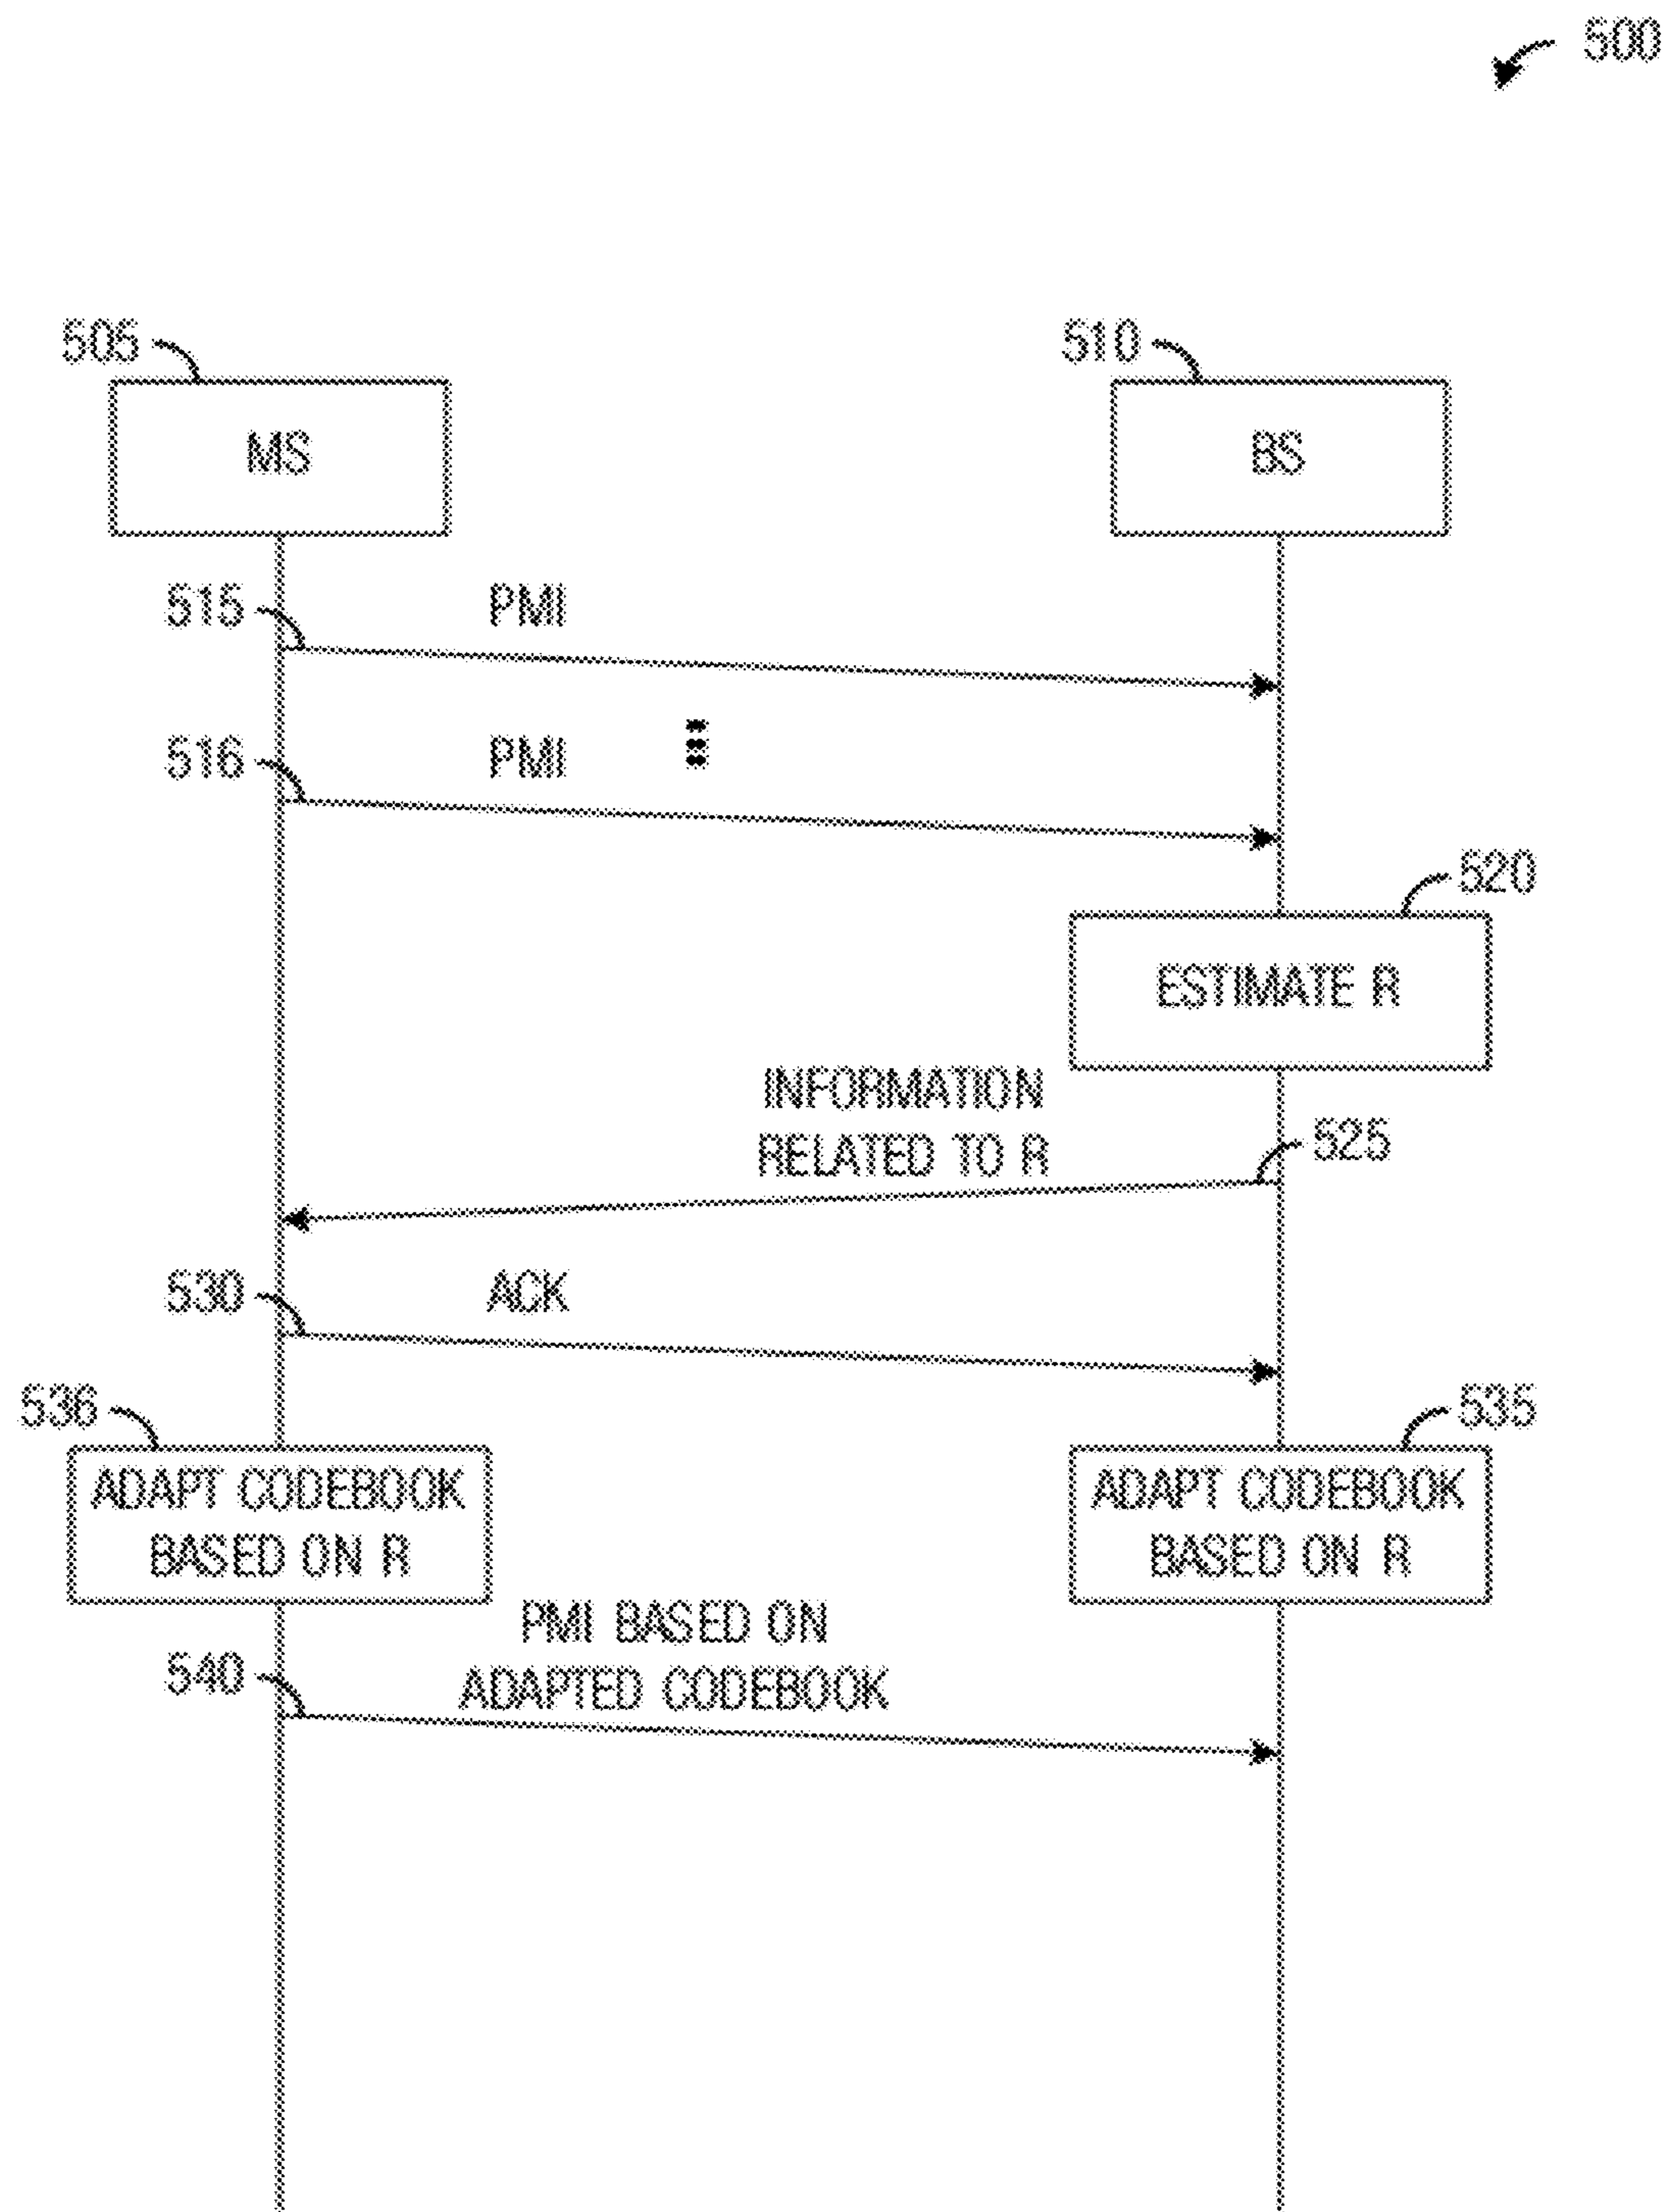 500
505
510
MS
BS
515
PMI
516
PMI
520
ESTIMATE R
INFORMATION
RELATED TO R
525
530
ACK
536
535
ADAPT CODEBOOK
BASED ON R
ADAPT CODEBOOK
BASED ON R
PMI BASED ON
ADAPTED CODEBOOK
540